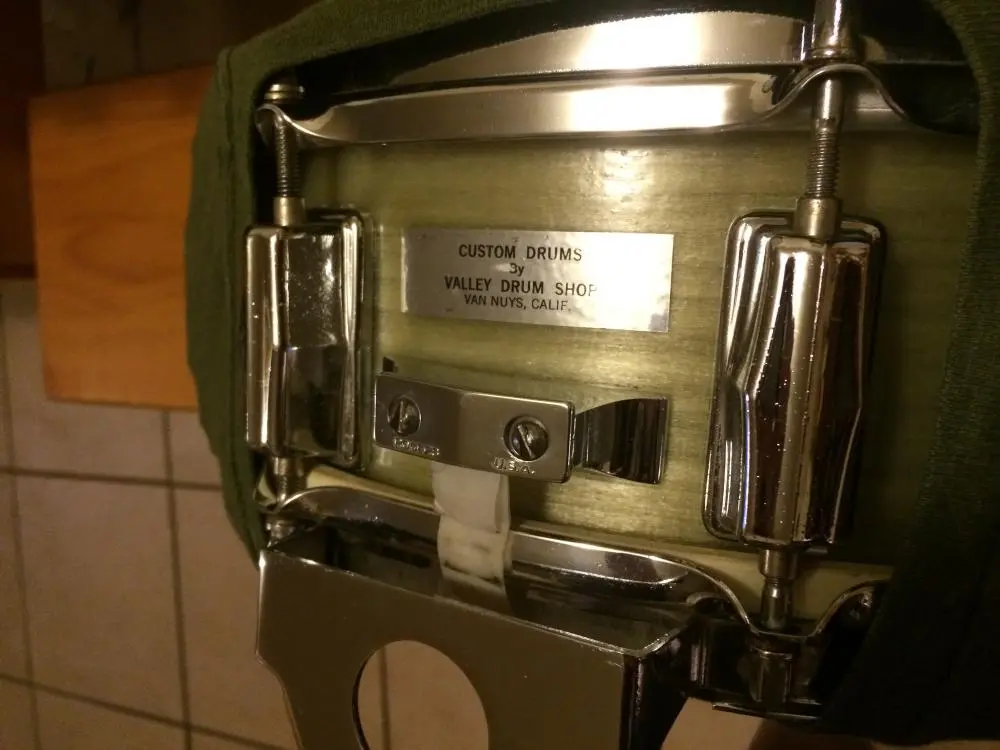 CUSTOM DRUMS
By
VALLEY DRUM SHOP
VAN NUYS, CALIF.
U.S.A.